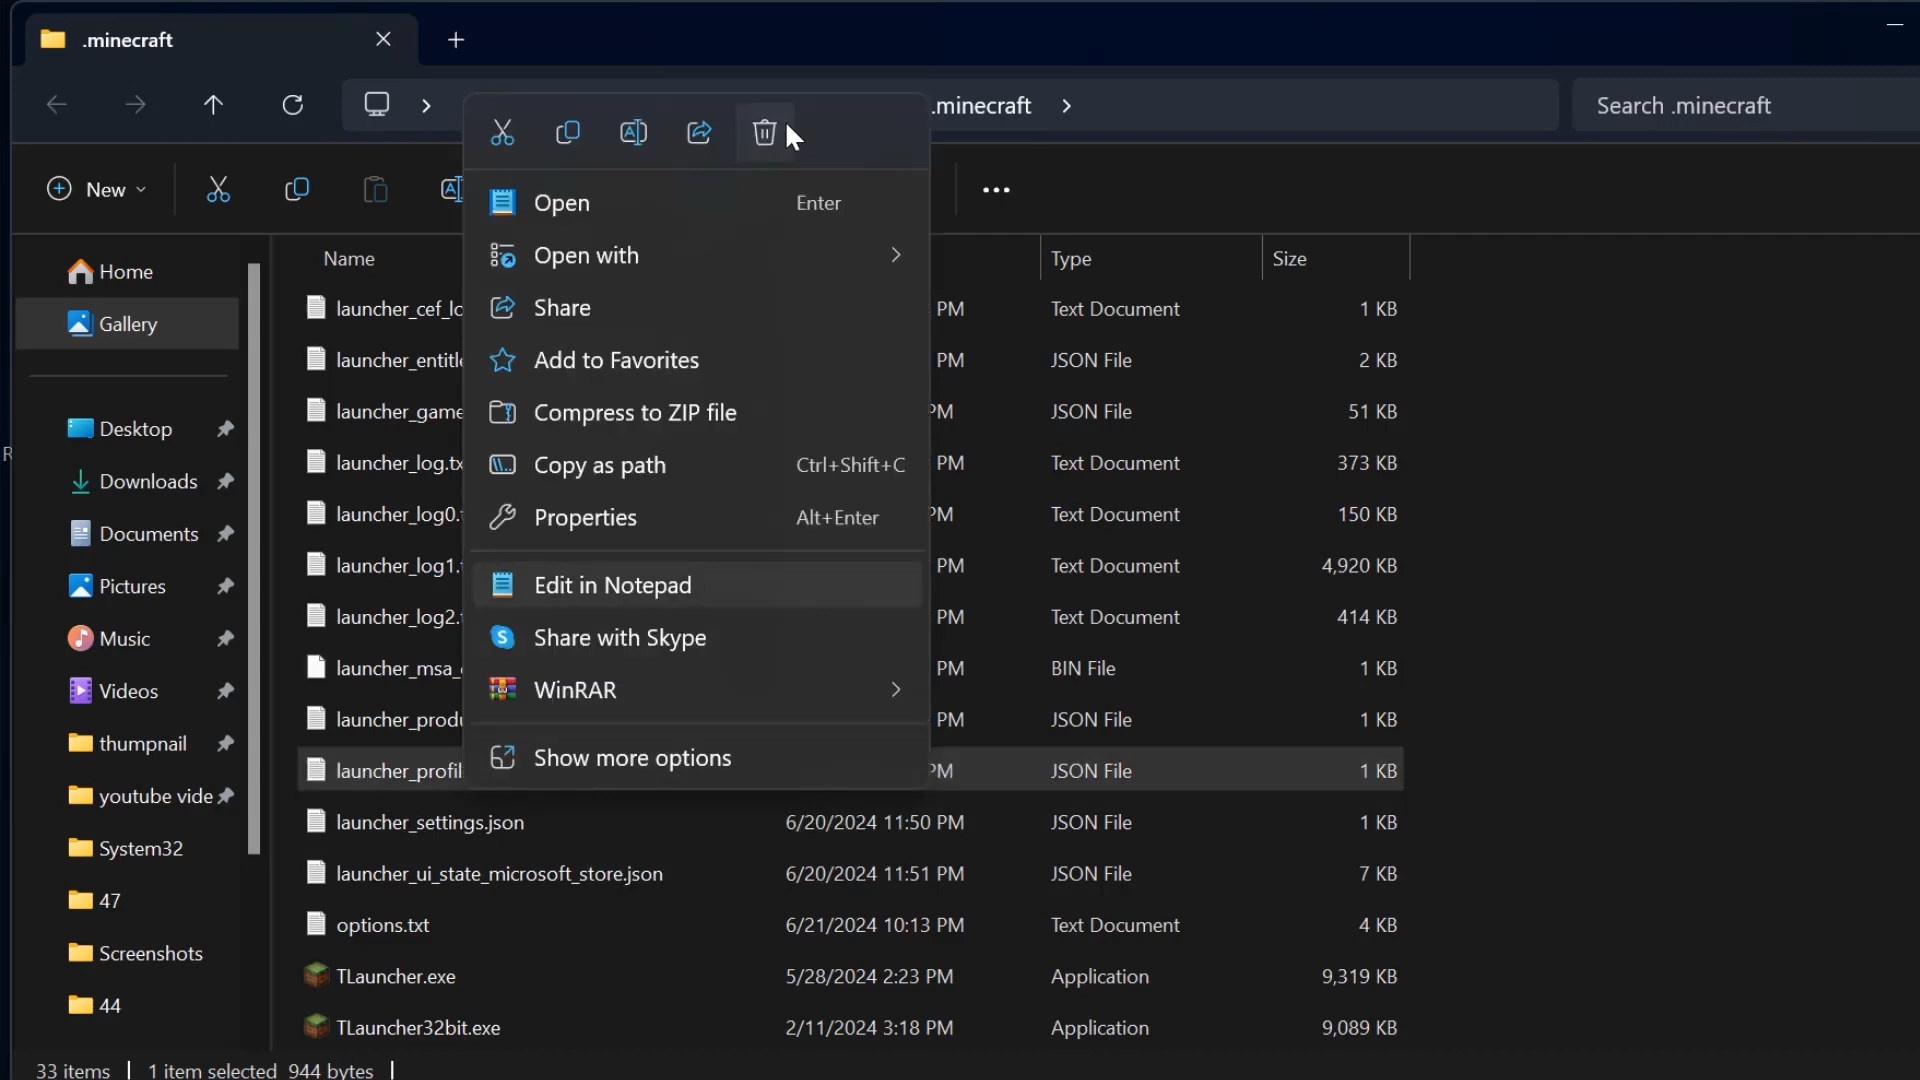 .minecraft
.minecraft
Search .minecraft
New
Open Enter
Open with
Share
Add to Favorites
Compress to ZIP file
Copy as path Ctrl+Shift+C
Properties Alt+Enter
Edit in Notepad
Share with Skype
WinRAR
Show more options
Home
Gallery
Desktop
Downloads
Documents
Pictures
Music
Videos
thumpnail
youtube vide
System32
47
Screenshots
44
Name Type Size
launcher_cef_lo PM Text Document 1 KB
launcher_entitle PM JSON File 2 KB
launcher_game PM JSON File 51 KB
launcher_log.tx PM Text Document 373 KB
launcher_log0. PM Text Document 150 KB
launcher_log1. PM Text Document 4,920 KB
launcher_log2. PM Text Document 414 KB
launcher_msa_ PM BIN File 1 KB
launcher_produ PM JSON File 1 KB
launcher_profil PM JSON File 1 KB
launcher_settings.json 6/20/2024 11:50 PM JSON File 1 KB
launcher_ui_state_microsoft_store.json 6/20/2024 11:51 PM JSON File 7 KB
options.txt 6/21/2024 10:13 PM Text Document 4 KB
TLauncher.exe 5/28/2024 2:23 PM Application 9,319 KB
TLauncher32bit.exe 2/11/2024 3:18 PM Application 9,089 KB
33 items 1 item selected 944 bytes